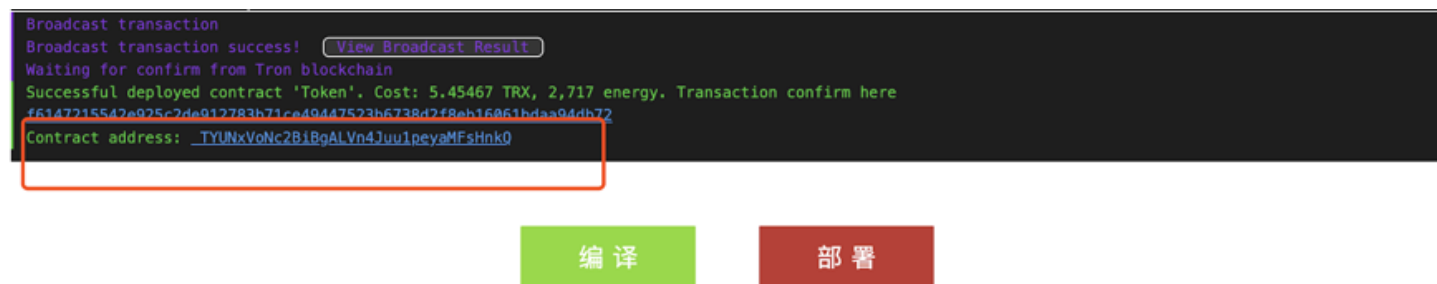 Broadcast transaction
Broadcast transaction success! View Broadcast Result
Waiting for confirm from Tron blockchain
Successful deployed contract 'Token'. Cost: 5.45467 TRX, 2,717 energy. Transaction confirm here
f6147215542e925c2de912783b71ce49447523b6738d2f8eb16061bdaa94db72
Contract address: TYUNxVoNc2BiBgALVn4Juu1peyaMFsHnkQ
编译
部署